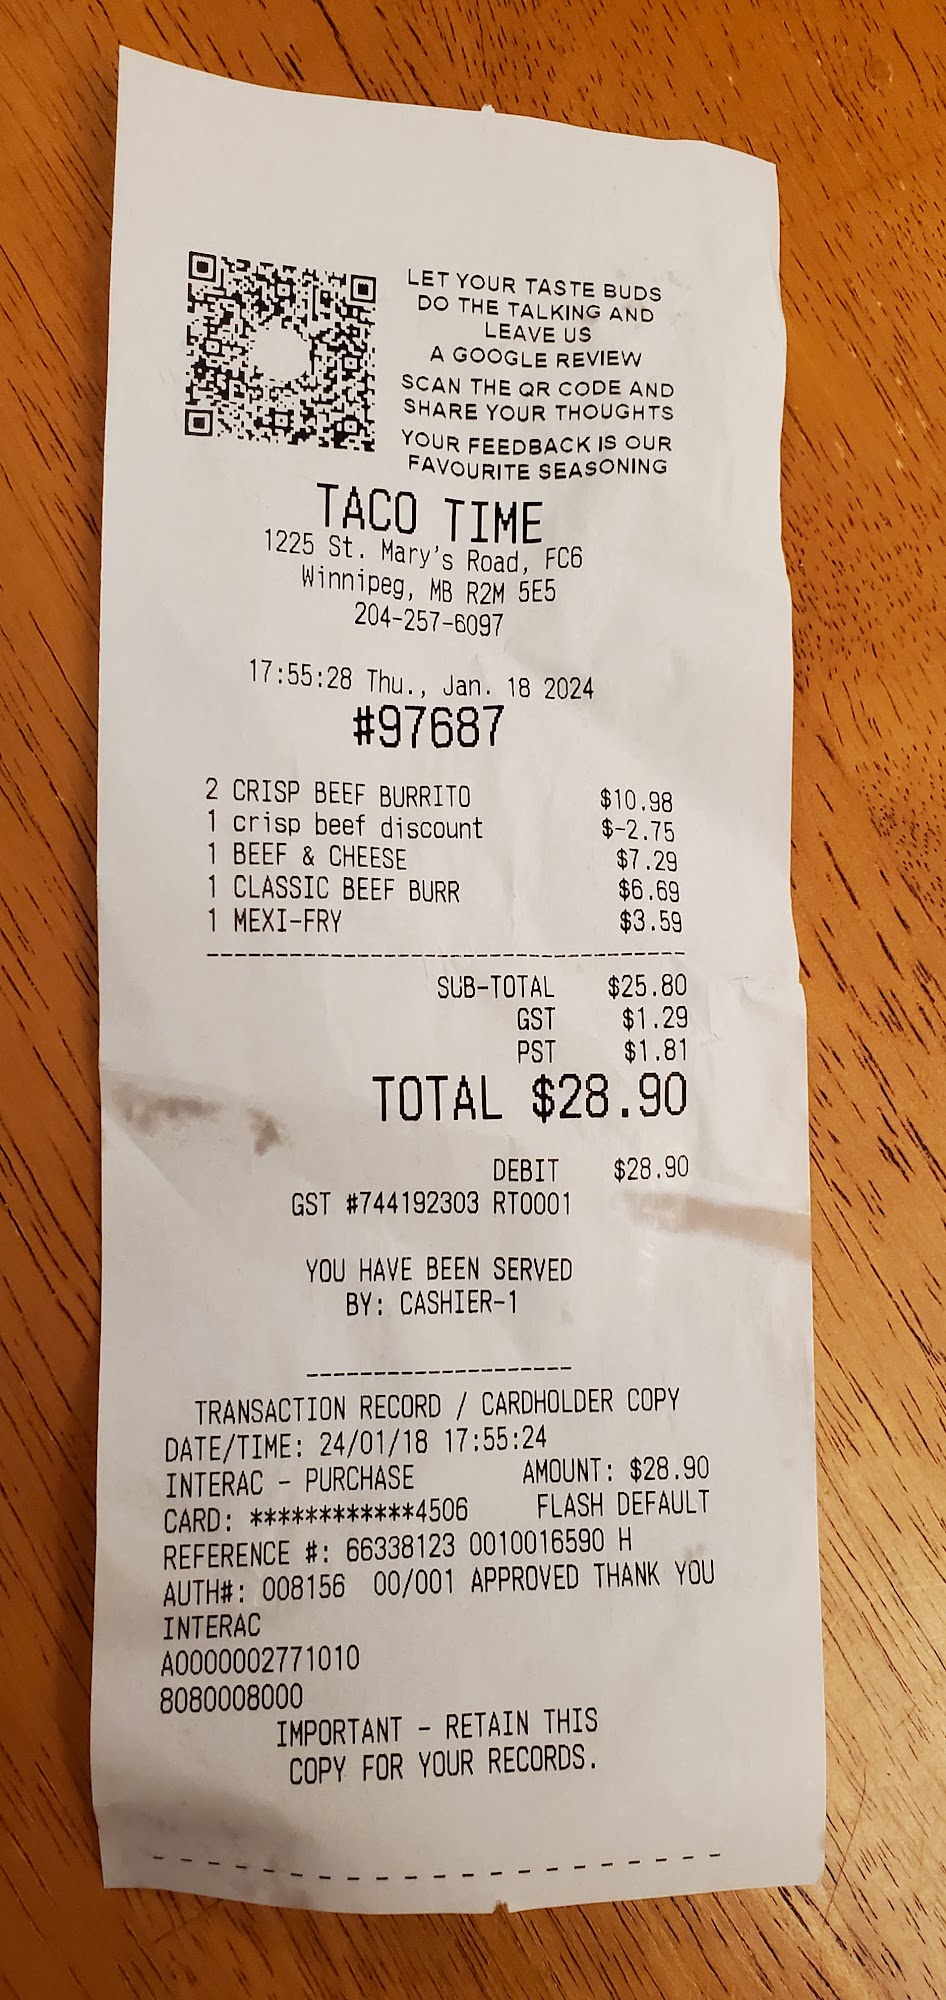 LET YOUR TASTE BUDS
DO THE TALKING AND
LEAVE US
A GOOGLE REVIEW
SCAN THE QR CODE AND
SHARE YOUR THOUGHTS
YOUR FEEDBACK IS OUR
FAVOURITE SEASONING
TACO TIME
1225 St. Mary's Road, FC6
Winnipeg, MB R2M 5E5
204-257-6097
17:55:28 Thu., Jan. 18 2024
#97687
2 CRISP BEEF BURRITO $10.98
1 crisp beef discount $-2.75
1 BEEF & CHEESE $7.29
1 CLASSIC BEEF BURR $6.69
1 MEXI-FRY $3.59
SUB-TOTAL $25.80
GST $1.29
PST $1.81
TOTAL $28.90
DEBIT $28.90
GST #744192303 RT0001
YOU HAVE BEEN SERVED
BY: CASHIER-1
TRANSACTION RECORD / CARDHOLDER COPY
DATE/TIME: 24/01/18 17:55:24
INTERAC - PURCHASE AMOUNT: $28.90
CARD: ************4506 FLASH DEFAULT
REFERENCE #: 66338123 0010016590 H
AUTH#: 008156 00/001 APPROVED THANK YOU
INTERAC
A0000002771010
8080008000
IMPORTANT - RETAIN THIS
COPY FOR YOUR RECORDS.